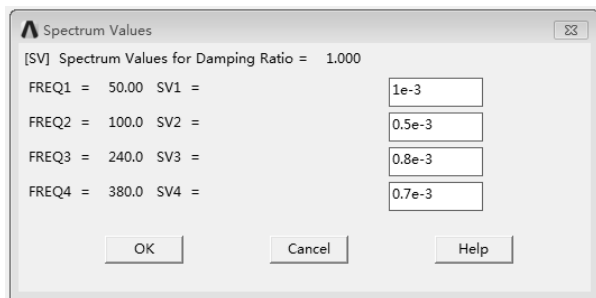 Spectrum Values
[SV] Spectrum Values for Damping Ratio = 1.000
FREQ1 = 50.00 SV1 = 1e-3
FREQ2 = 100.0 SV2 = 0.5e-3
FREQ3 = 240.0 SV3 = 0.8e-3
FREQ4 = 380.0 SV4 = 0.7e-3
OK Cancel Help